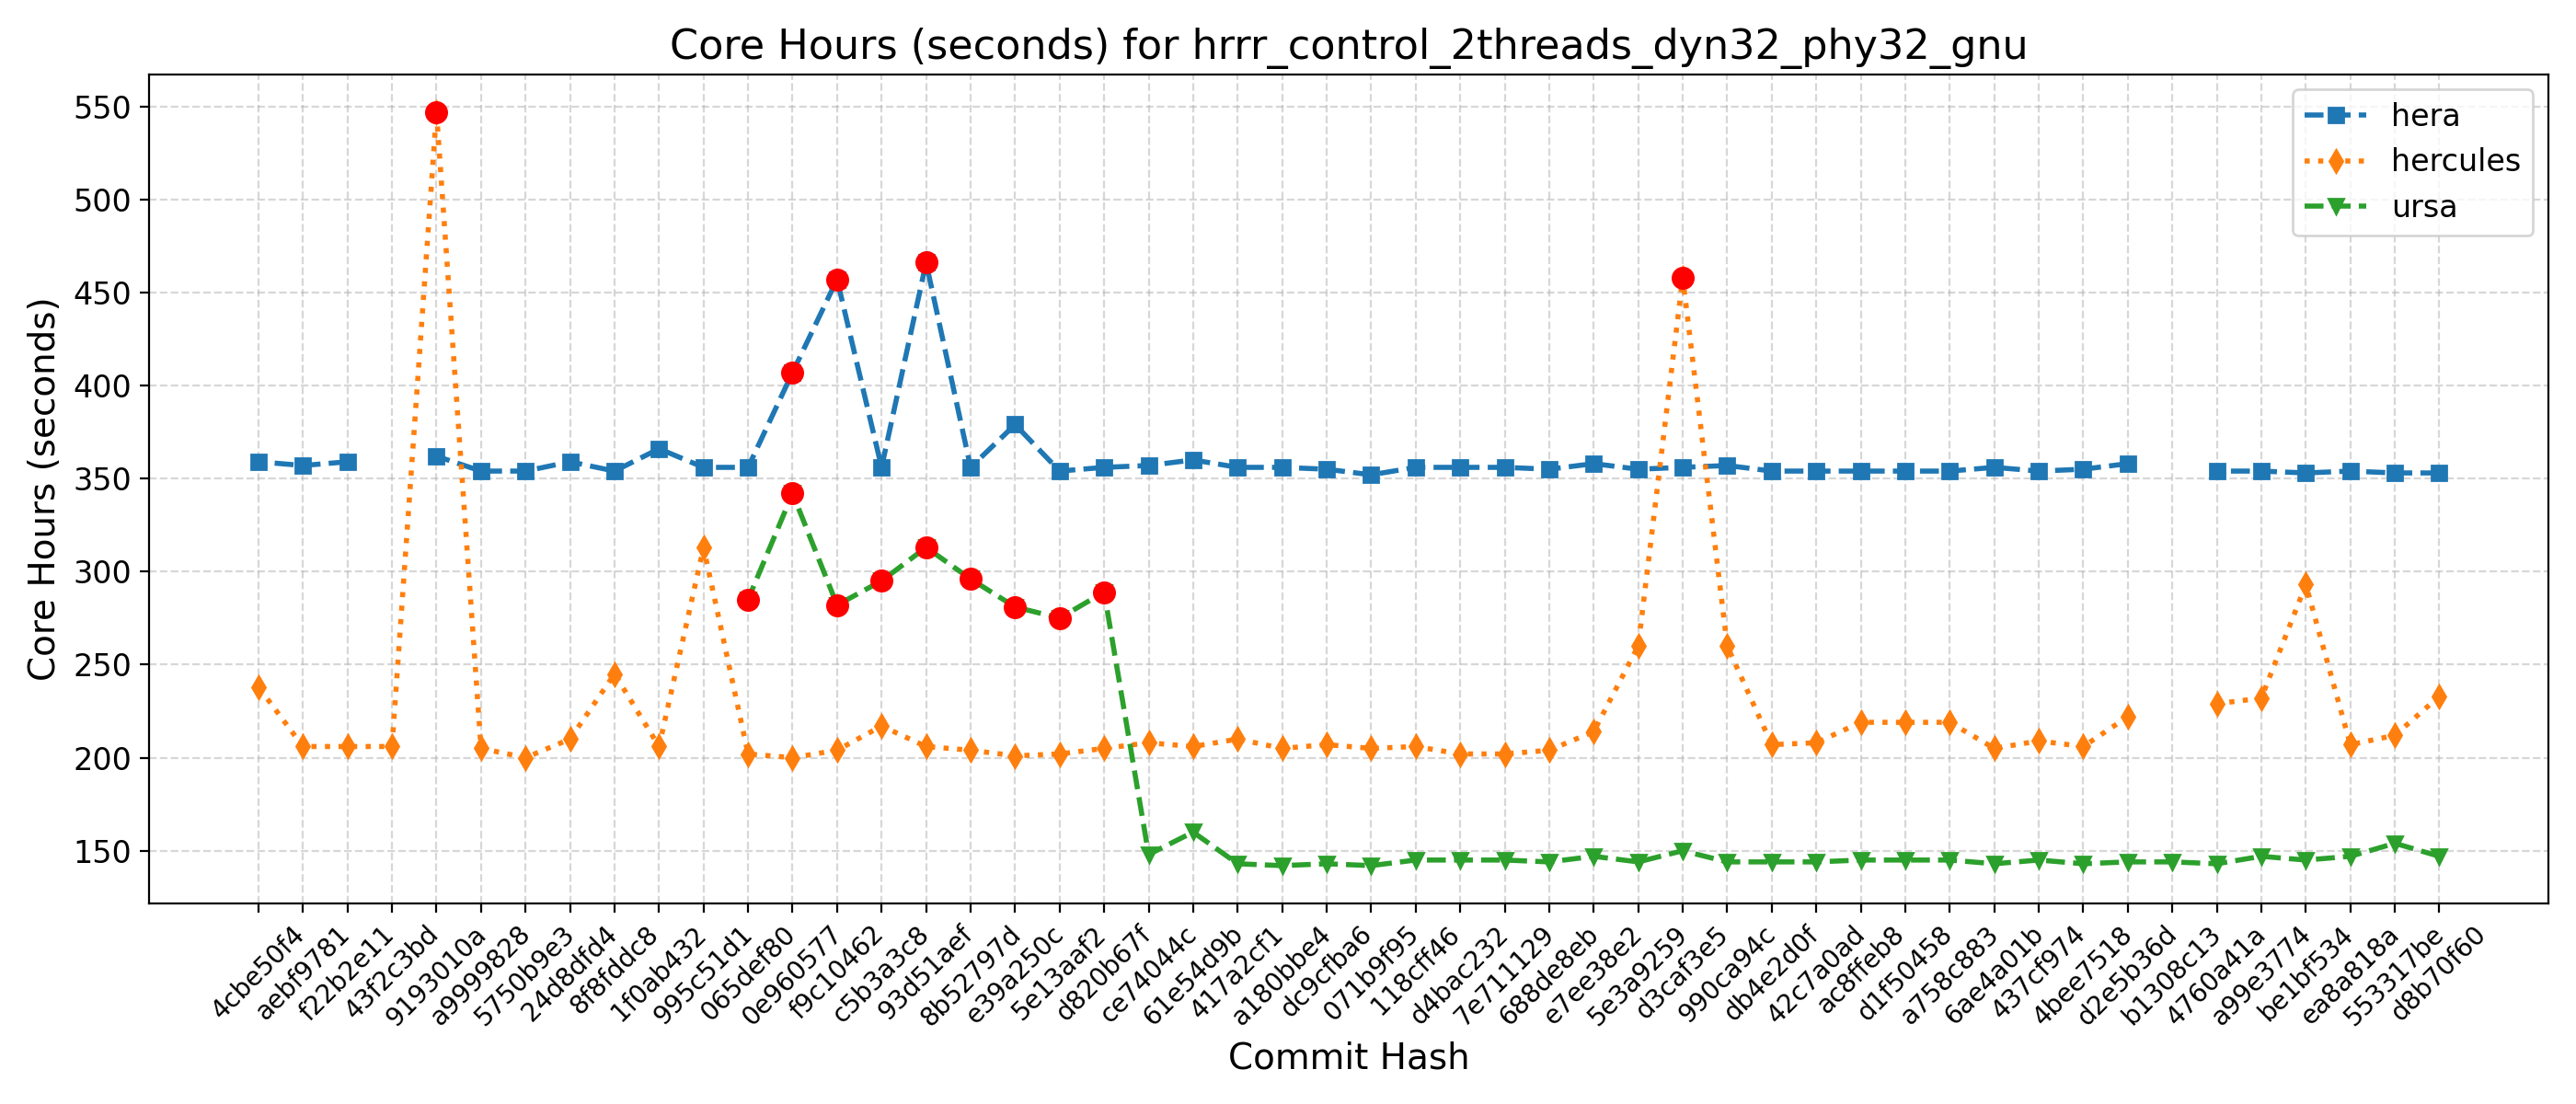 Core Hours (seconds) for hrrr_control_2threads_dyn32_phy32_gnu
Core Hours (seconds)
550
500
450
400
350
300
250
200
150
hera
hercules
ursa
4cbe50f4
aebf9781
f22b2e11
43f2c3bd
9193010a
a9999828
5750b9e3
24d8dfd4
8f8fddc8
1f0ab432
995c51d1
065def80
0e960577
f9c10462
c5b3a3c8
93d51aef
8b52797d
e39a250c
5e13aaf2
d820b67f
ce74044c
61e54d9b
417a2cf1
a180bbe4
dc9cfba6
071b9f95
118cff46
d4bac232
7e711129
688de8eb
e7ee38e2
5e3a9259
d3caf3e5
990ca94c
db4e2d0f
42c7a0ad
ac8ffeb8
d1f50458
a758c883
6ae4a01b
437cf974
4bee7518
d2e5b36d
b1308c13
4760a41a
a99e3774
be1bf534
ea8a818a
553317be
d8b70f60
Commit Hash